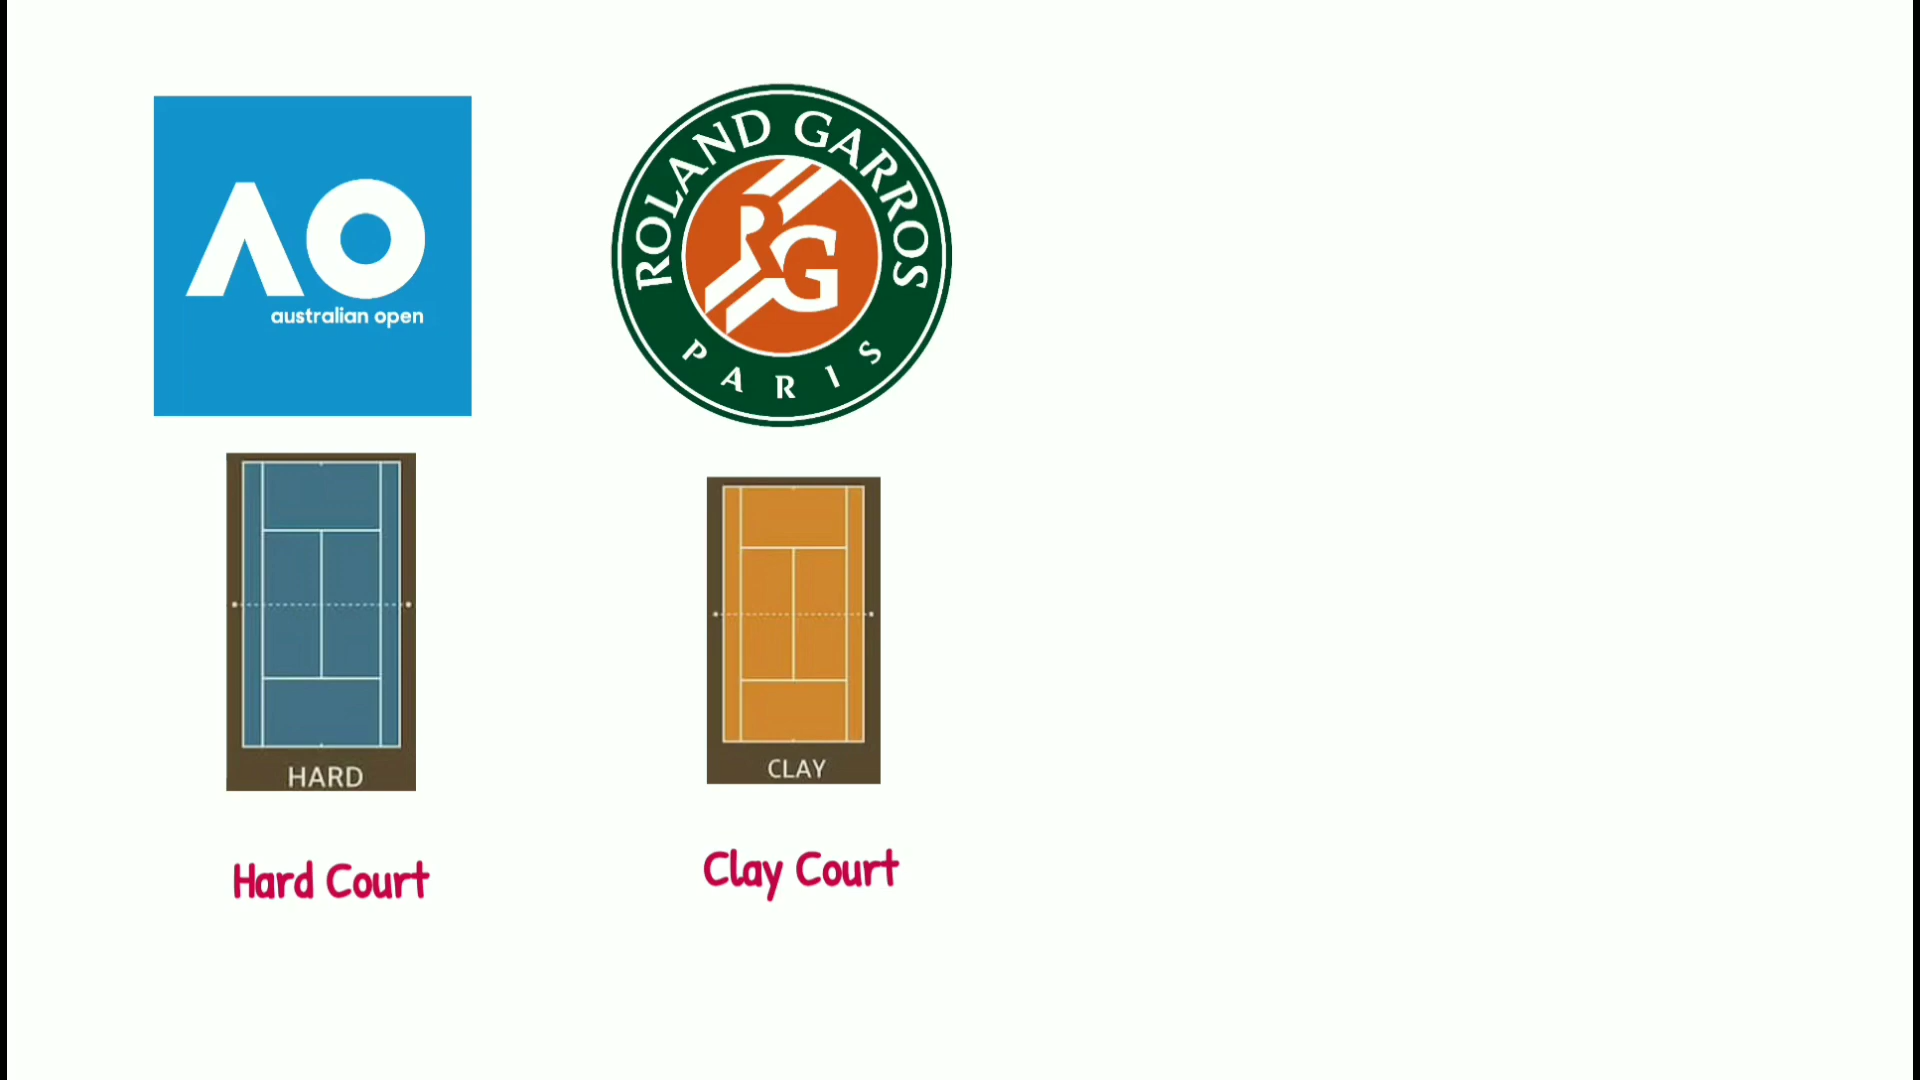 AO
australian open
ROLAND GARROS
RG
PARIS
HARD
CLAY
Hard Court
Clay Court